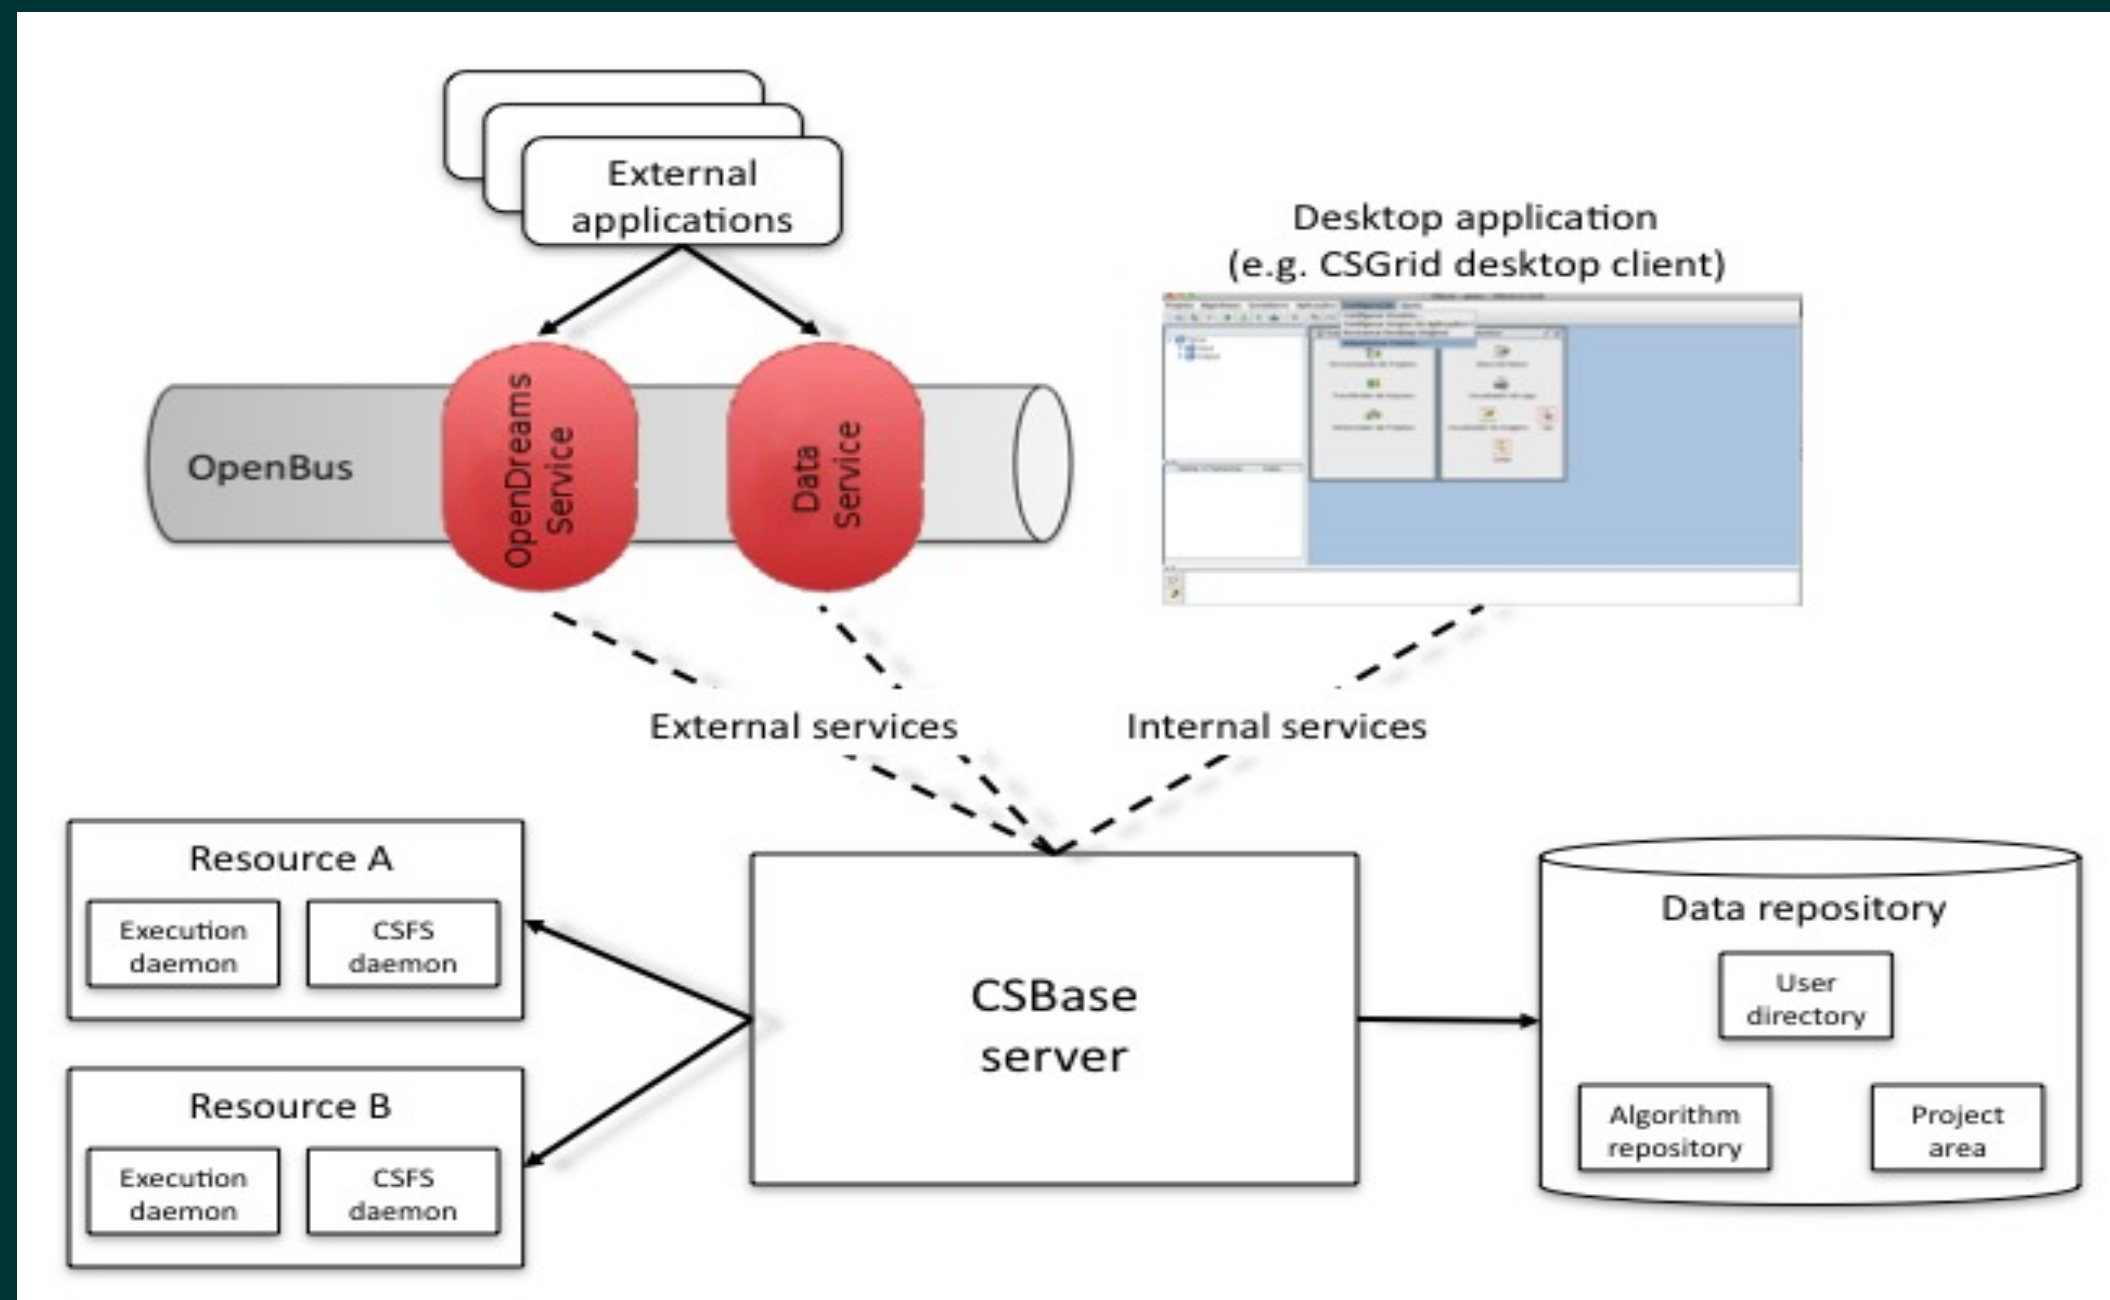 External
applications
Desktop application
(e.g. CSGrid desktop client)
OpenBus
OpenDreams
Service
Data
Service
External services
Internal services
Resource A
Execution
daemon
CSFS
daemon
Resource B
Execution
daemon
CSFS
daemon
CSBase
server
Data repository
User
directory
Algorithm
repository
Project
area